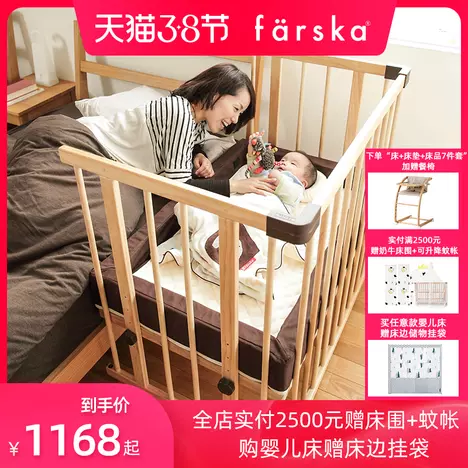 天猫3·8节 färska®
下单“床+床垫+床品7件套”
加赠餐椅
实付满2500元
赠奶牛床围+可升降蚊帐
买任意款婴儿床
赠床边储物挂袋
到手价
¥1168起
全店实付2500元赠床围+蚊帐
购婴儿床赠床边挂袋